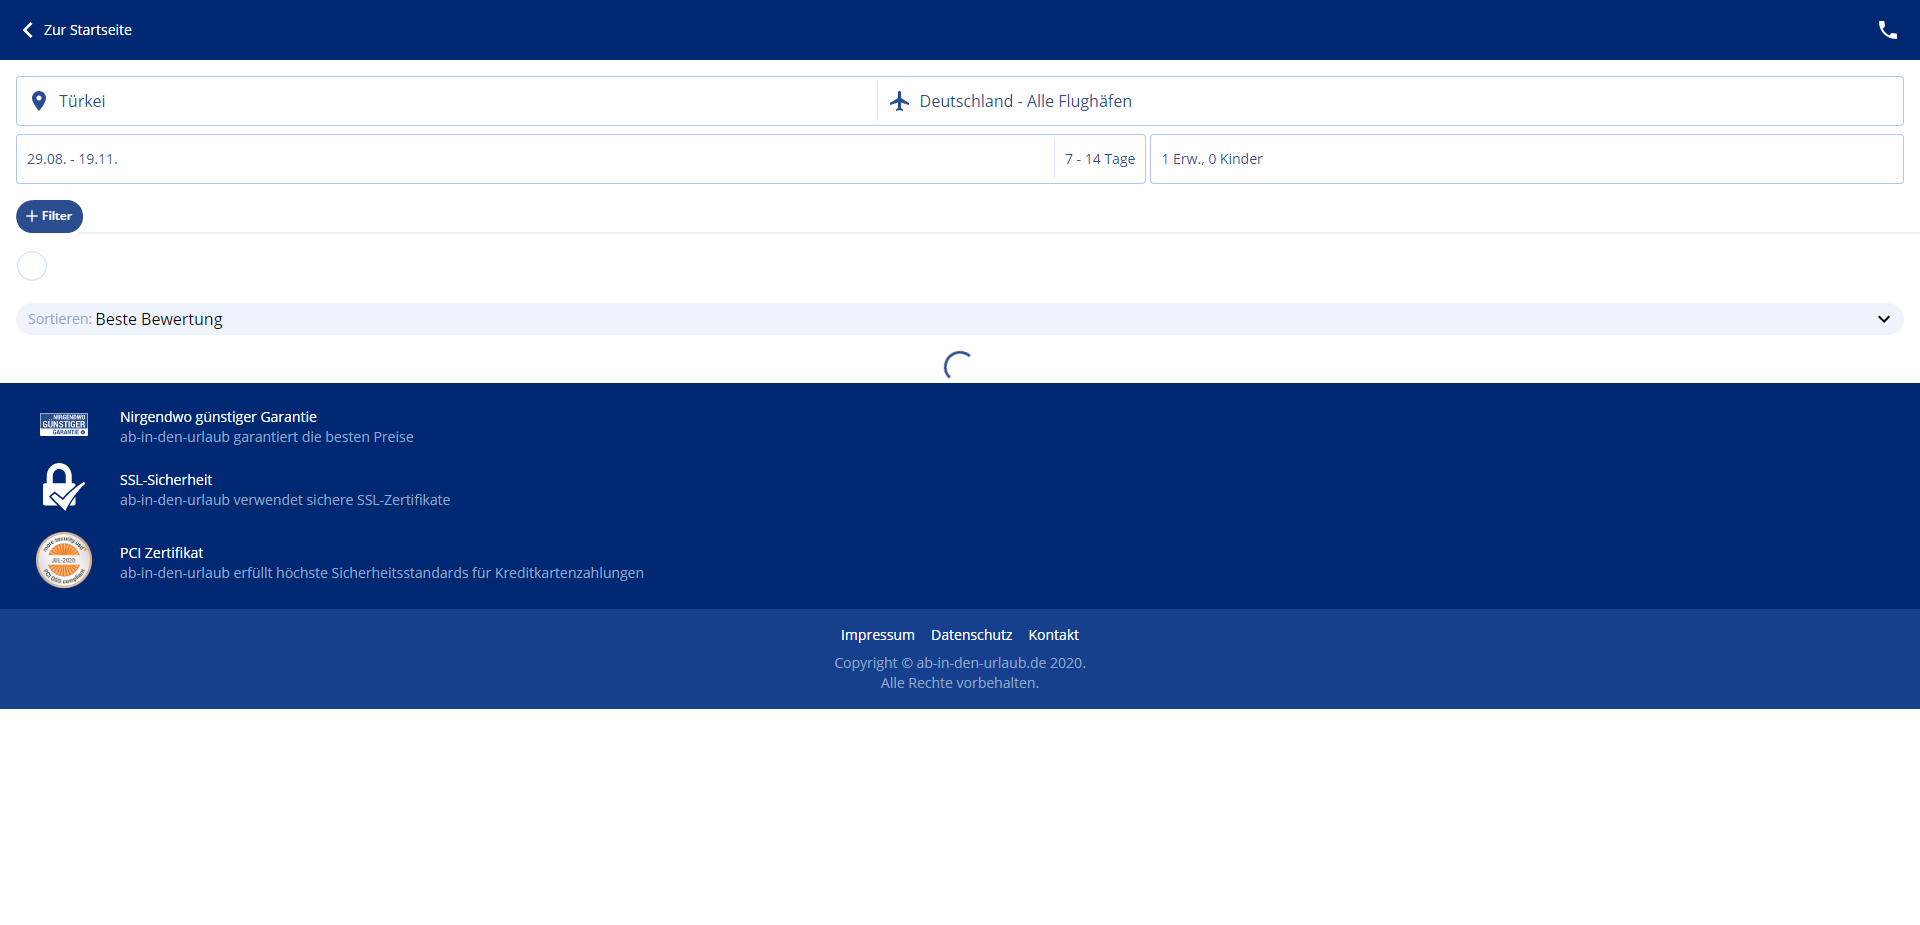 Zur Startseite
Türkei
Deutschland - Alle Flughäfen
29.08. - 19.11.
7 - 14 Tage
1 Erw., 0 Kinder
Filter
Sortieren: Beste Bewertung
NIRGENDWO
GÜNSTIGER
GARANTIE
Nirgendwo günstiger Garantie
ab-in-den-urlaub garantiert die besten Preise
SSL-Sicherheit
ab-in-den-urlaub verwendet sichere SSL-Zertifikate
JUL-2020
PCI DSS compliant
PCI Zertifikat
ab-in-den-urlaub erfüllt höchste Sicherheitsstandards für Kreditkartenzahlungen
Impressum Datenschutz Kontakt
Copyright © ab-in-den-urlaub.de 2020.
Alle Rechte vorbehalten.